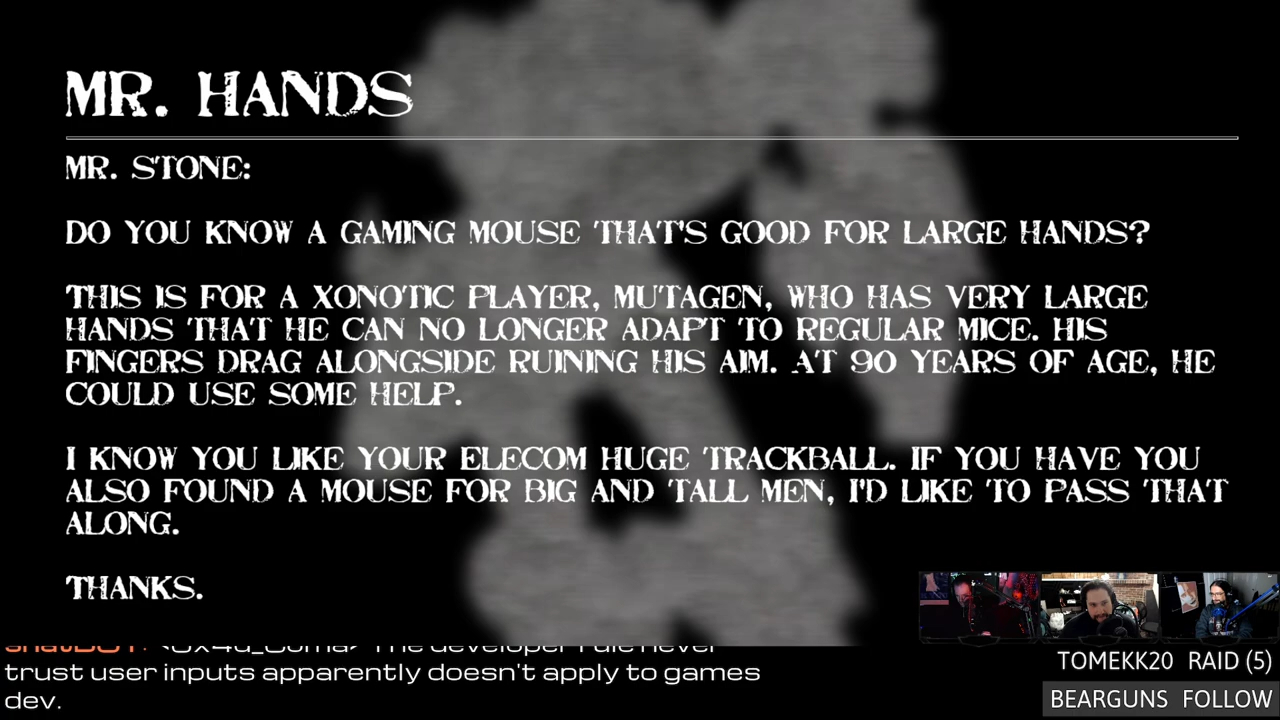 MR. HANDS
MR. STONE:
DO YOU KNOW A GAMING MOUSE THAT'S GOOD FOR LARGE HANDS?
THIS IS FOR A XONOTIC PLAYER, MUTAGEN, WHO HAS VERY LARGE
HANDS THAT HE CAN NO LONGER ADAPT TO REGULAR MICE. HIS
FINGERS DRAG ALONGSIDE RUINING HIS AIM. AT 90 YEARS OF AGE, HE
COULD USE SOME HELP.
I KNOW YOU LIKE YOUR ELECOM HUGE TRACKBALL. IF YOU HAVE YOU
ALSO FOUND A MOUSE FOR BIG AND TALL MEN, I'D LIKE TO PASS THAT
ALONG.
THANKS.
The developer rule never
trust user inputs apparently doesn't apply to games
dev.
TOMEKK20 RAID (5)
BEARGUNS FOLLOW